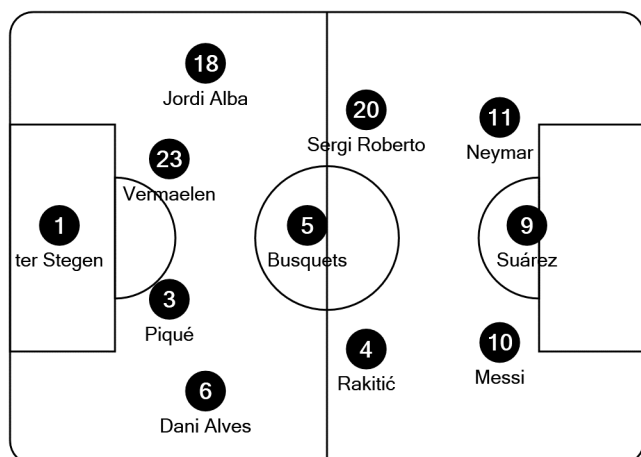 18
Jordi Alba
20
Sergi Roberto
11
Neymar
23
Vermaelen
1
ter Stegen
5
Busquets
9
Suárez
3
Piqué
4
Rakitić
10
Messi
6
Dani Alves